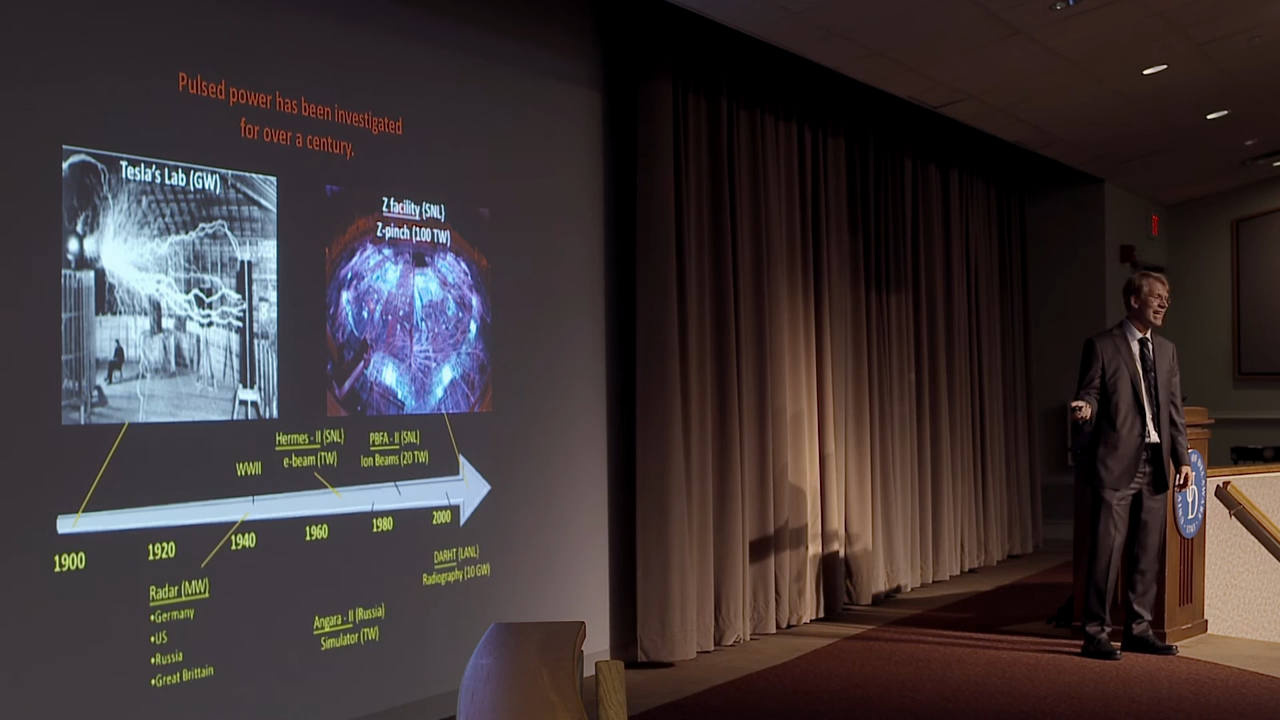 Pulsed power has been investigated
for over a century.
Tesla's Lab (GW)
Z facility (SNL)
Z-pinch (100 TW)
Hermes - II (SNL)
e-beam (TW)
PBFA - II (SNL)
Ion Beams (20 TW)
WWII
1900
1920
1940
1960
1980
2000
Radar (MW)
•Germany
•US
•Russia
•Great Brittain
Angara - II (Russia)
Simulator (TW)
DARHT (LANL)
Radiography (10 GW)